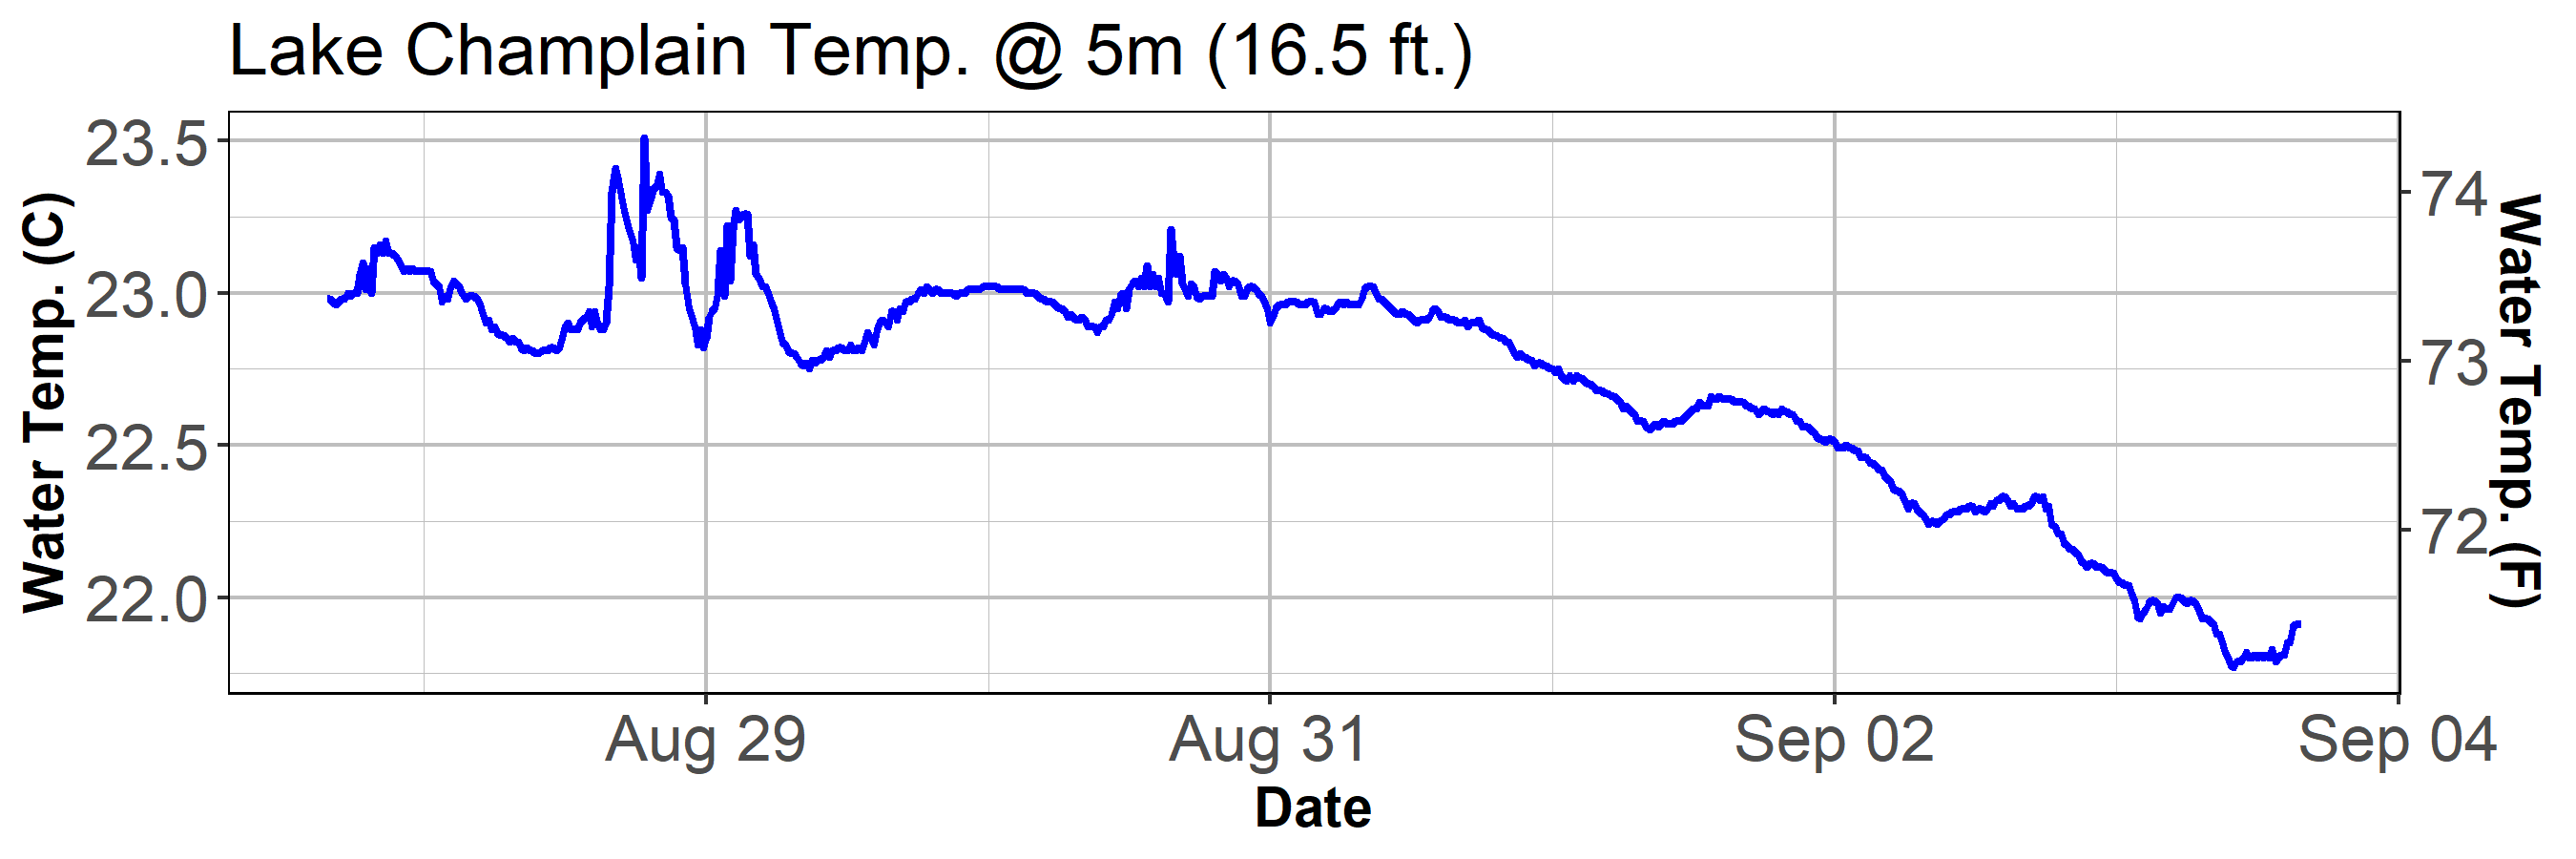 Lake Champlain Temp. @ 5m (16.5 ft.)
Water Temp. (C)
23.5
23.0
22.5
22.0
74
73
72
Water Temp. (F)
Aug 29
Aug 31
Sep 02
Sep 04
Date